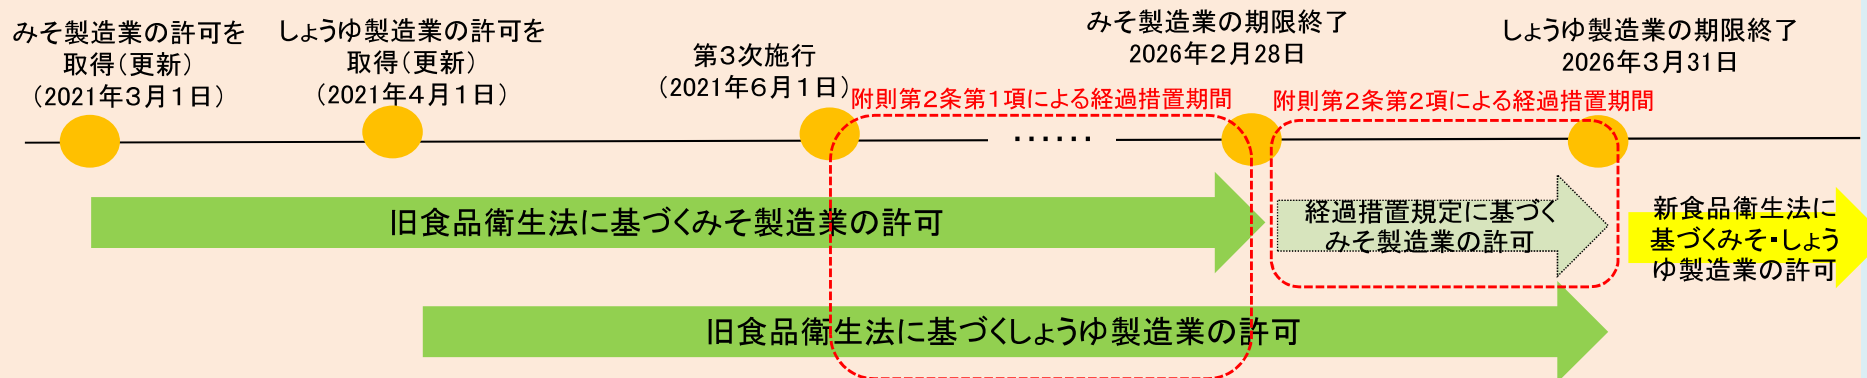 みそ製造業の許可を
取得（更新）
（2021年３月１日）
しょうゆ製造業の許可を
取得（更新）
（2021年４月１日）
第３次施行
（2021年６月１日）
みそ製造業の期限終了
2026年２月28日
しょうゆ製造業の期限終了
2026年３月31日
附則第２条第１項による経過措置期間
附則第２条第２項による経過措置期間
‥‥‥
旧食品衛生法に基づくみそ製造業の許可
経過措置規定に基づく
みそ製造業の許可
新食品衛生法に
基づくみそ・しょう
ゆ製造業の許可
旧食品衛生法に基づくしょうゆ製造業の許可